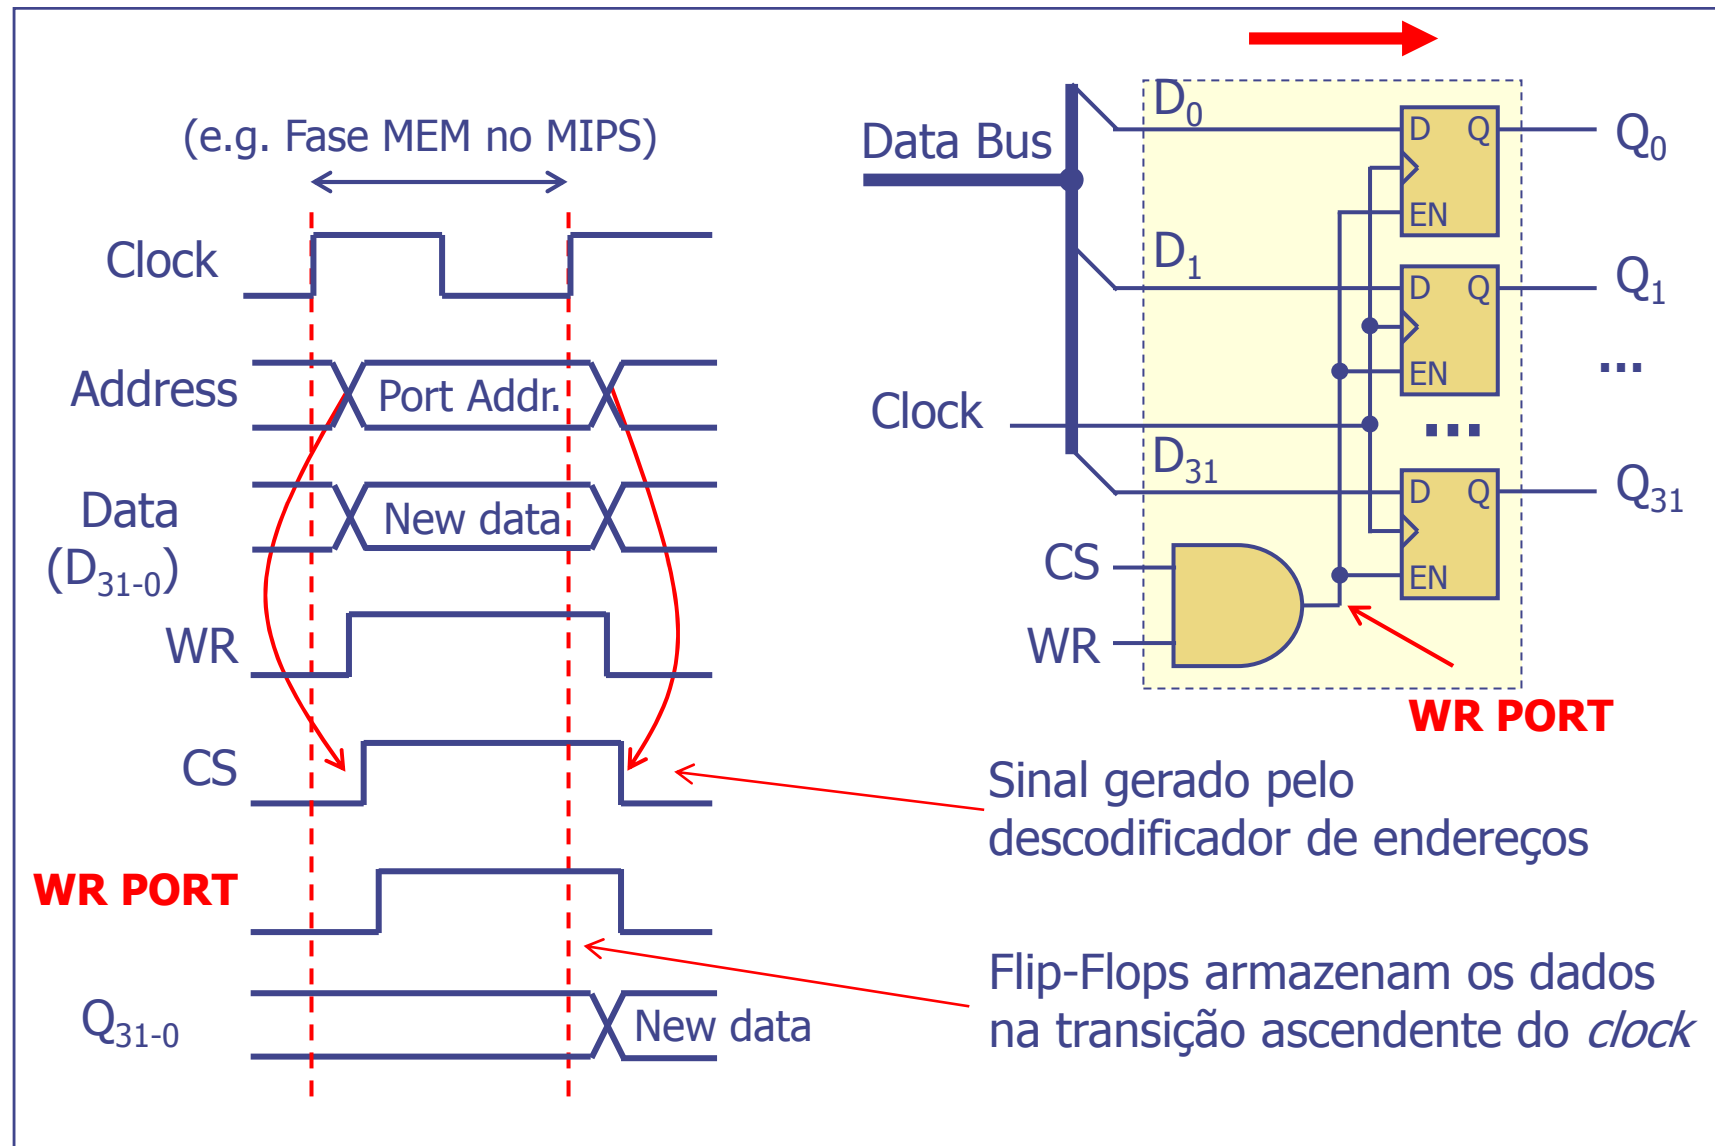 (e.g. Fase MEM no MIPS)
Clock
Address
Port Addr.
Data
(D31-0)
New data
WR
CS
WR PORT
Q31-0
New data
Data Bus
D0
D Q
EN
Q0
D1
D Q
EN
Q1
...
Clock
...
D31
D Q
EN
Q31
CS
WR
WR PORT
Sinal gerado pelo
descodificador de endereços
Flip-Flops armazenam os dados
na transição ascendente do clock